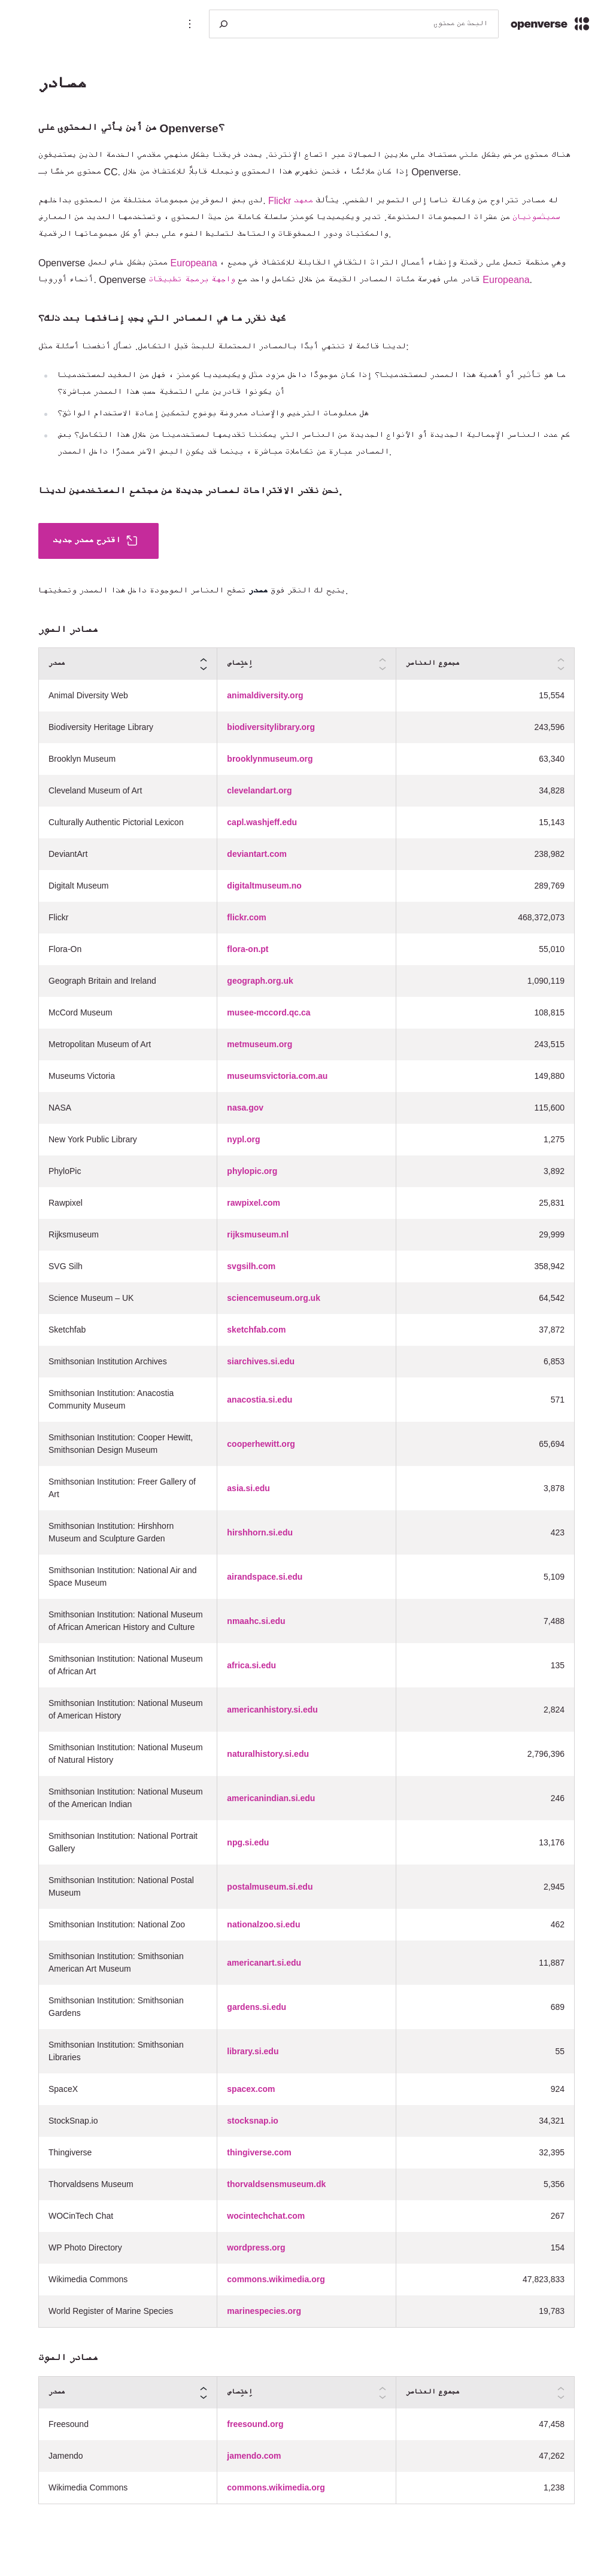 openverse
البحث عن محتوى
مصادر
من أين يأتي المحتوى على Openverse؟
هناك محتوى مرخص بشكل علني مستضاف على ملايين المجالات عبر اتساع الإنترنت. يحدد فريقنا بشكل منهجي مقدمي الخدمة الذين يستضيفون
محتوى مرخصًا بـ CC. إذا كان ملائمًا ، فنحن نفهرس هذا المحتوى ونجعله قابلاً للاكتشاف من خلال Openverse.
لدى بعض الموفرين مجموعات مختلفة من المحتوى بداخلهم. Flickr له مصادر تتراوح من وكالة ناسا إلى التصوير الشخصي. يتألف معهد
سميثسونيان من عشرات المجموعات المتنوعة. تدير ويكيميديا كومنز سلسلة كاملة من حيث المحتوى ، وتستخدمها العديد من المعارض
والمكتبات ودور المحفوظات والمتاحف لتسليط الضوء على بعض أو كل مجموعاتها الرقمية.
Openverse ممتن بشكل خاص لعمل Europeana ، وهي منظمة تعمل على رقمنة وإنشاء أعمال التراث الثقافي القابلة للاكتشاف في جميع
أنحاء أوروبا. Openverse قادر على فهرسة مئات المصادر القيمة من خلال تكامل واحد مع واجهة برمجة تطبيقات Europeana.
كيف نقرر ما هي المصادر التي يجب إضافتها بعد ذلك؟
لدينا قائمة لا تنتهي أبدًا بالمصادر المحتملة للبحث قبل التكامل. نسأل أنفسنا أسئلة مثل:
ما هو تأثير أو أهمية هذا المصدر لمستخدمينا؟ إذا كان موجودًا داخل مزود مثل ويكيميديا كومنز ، فهل من المفيد لمستخدمينا
أن يكونوا قادرين على التصفية حسب هذا المصدر مباشرة؟
هل معلومات الترخيص والإسناد معروضة بوضوح لتمكين إعادة الاستخدام الواثق؟
كم عدد العناصر الإجمالية الجديدة أو الأنواع الجديدة من العناصر التي يمكننا تقديمها لمستخدمينا من خلال هذا التكامل؟ بعض
المصادر عبارة عن تكاملات مباشرة ، بينما قد يكون البعض الآخر مصدرًا داخل المصدر.
نحن نقدر الاقتراحات لمصادر جديدة من مجتمع المستخدمين لدينا.
اقترح مصدر جديد
يتيح لك النقر فوق مصدر تصفح العناصر الموجودة داخل هذا المصدر وتصفيتها.
مصادر الصور
مصدر إختِصاص مجموع العناصر
Animal Diversity Web animaldiversity.org 15,554
Biodiversity Heritage Library biodiversitylibrary.org 243,596
Brooklyn Museum brooklynmuseum.org 63,340
Cleveland Museum of Art clevelandart.org 34,828
Culturally Authentic Pictorial Lexicon capl.washjeff.edu 15,143
DeviantArt deviantart.com 238,982
Digitalt Museum digitaltmuseum.no 289,769
Flickr flickr.com 468,372,073
Flora-On flora-on.pt 55,010
Geograph Britain and Ireland geograph.org.uk 1,090,119
McCord Museum musee-mccord.qc.ca 108,815
Metropolitan Museum of Art metmuseum.org 243,515
Museums Victoria museumsvictoria.com.au 149,880
NASA nasa.gov 115,600
New York Public Library nypl.org 1,275
PhyloPic phylopic.org 3,892
Rawpixel rawpixel.com 25,831
Rijksmuseum rijksmuseum.nl 29,999
SVG Silh svgsilh.com 358,942
Science Museum – UK sciencemuseum.org.uk 64,542
Sketchfab sketchfab.com 37,872
Smithsonian Institution Archives siarchives.si.edu 6,853
Smithsonian Institution: Anacostia
Community Museum anacostia.si.edu 571
Smithsonian Institution: Cooper Hewitt,
Smithsonian Design Museum cooperhewitt.org 65,694
Smithsonian Institution: Freer Gallery of
Art asia.si.edu 3,878
Smithsonian Institution: Hirshhorn
Museum and Sculpture Garden hirshhorn.si.edu 423
Smithsonian Institution: National Air and
Space Museum airandspace.si.edu 5,109
Smithsonian Institution: National Museum
of African American History and Culture nmaahc.si.edu 7,488
Smithsonian Institution: National Museum
of African Art africa.si.edu 135
Smithsonian Institution: National Museum
of American History americanhistory.si.edu 2,824
Smithsonian Institution: National Museum
of Natural History naturalhistory.si.edu 2,796,396
Smithsonian Institution: National Museum
of the American Indian americanindian.si.edu 246
Smithsonian Institution: National Portrait
Gallery npg.si.edu 13,176
Smithsonian Institution: National Postal
Museum postalmuseum.si.edu 2,945
Smithsonian Institution: National Zoo nationalzoo.si.edu 462
Smithsonian Institution: Smithsonian
American Art Museum americanart.si.edu 11,887
Smithsonian Institution: Smithsonian
Gardens gardens.si.edu 689
Smithsonian Institution: Smithsonian
Libraries library.si.edu 55
SpaceX spacex.com 924
StockSnap.io stocksnap.io 34,321
Thingiverse thingiverse.com 32,395
Thorvaldsens Museum thorvaldsensmuseum.dk 5,356
WOCinTech Chat wocintechchat.com 267
WP Photo Directory wordpress.org 154
Wikimedia Commons commons.wikimedia.org 47,823,833
World Register of Marine Species marinespecies.org 19,783
مصادر الصوت
مصدر إختِصاص مجموع العناصر
Freesound freesound.org 47,458
Jamendo jamendo.com 47,262
Wikimedia Commons commons.wikimedia.org 1,238